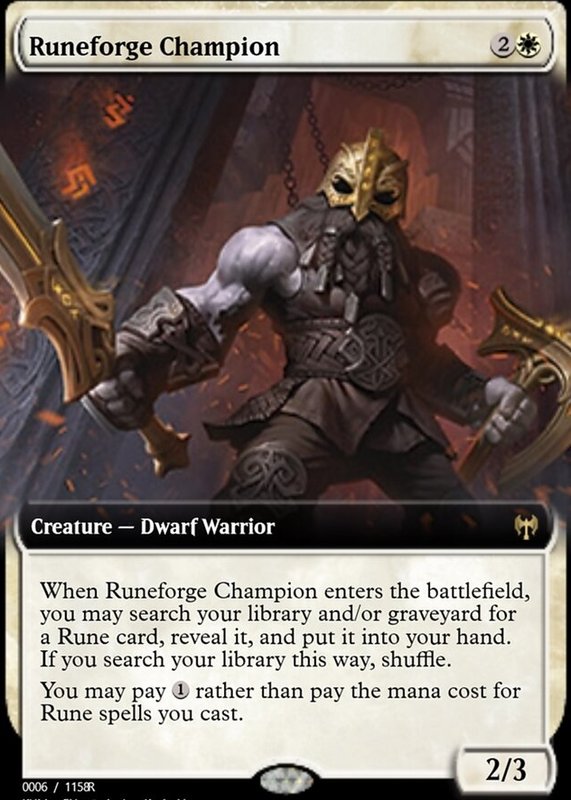 Runeforge Champion
2
Creature — Dwarf Warrior
When Runeforge Champion enters the battlefield,
you may search your library and/or graveyard for
a Rune card, reveal it, and put it into your hand.
If you search your library this way, shuffle.
You may pay 1 rather than pay the mana cost for
Rune spells you cast.
2/3
0006 / 1158R